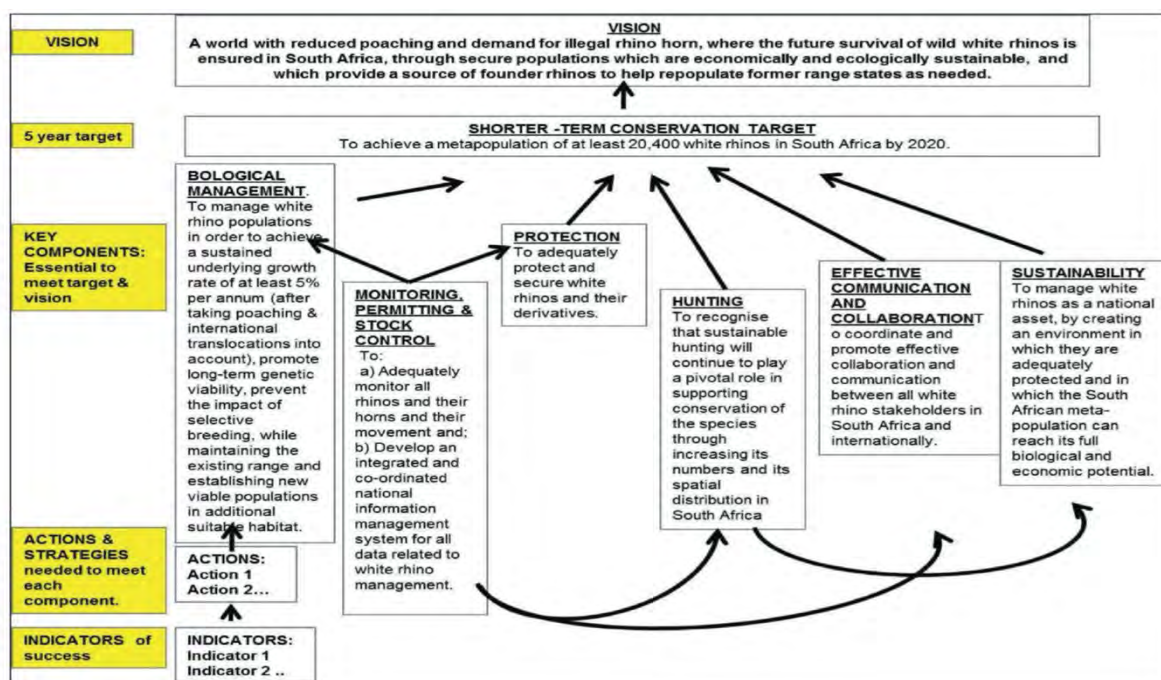 VISION
VISION
A world with reduced poaching and demand for illegal rhino horn, where the future survival of wild white rhinos is
ensured in South Africa, through secure populations which are economically and ecologically sustainable, and
which provide a source of founder rhinos to help repopulate former range states as needed.
5 year target
SHORTER -TERM CONSERVATION TARGET
To achieve a metapopulation of at least 20,400 white rhinos in South Africa by 2020.
KEY
COMPONENTS:
Essential to
meet target &
vision
BOLOGICAL
MANAGEMENT.
To manage white
rhino populations
in order to achieve
a sustained
underlying growth
rate of at least 5%
per annum (after
taking poaching &
international
translocations into
account), promote
long-term genetic
viability, prevent
the impact of
selective
breeding, while
maintaining the
existing range and
establishing new
viable populations
in additional
suitable habitat.
MONITORING,
PERMITTING &
STOCK
CONTROL
To:
a) Adequately
monitor all
rhinos and their
horns and their
movement and;
b) Develop an
integrated and
co-ordinated
national
information
management
system for all
data related to
white rhino
management.
PROTECTION
To adequately
protect and
secure white
rhinos and their
derivatives.
HUNTING
To recognise
that sustainable
hunting will
continue to play
a pivotal role in
supporting
conservation of
the species
through
increasing its
numbers and its
spatial
distribution in
South Africa
EFFECTIVE
COMMUNICATION
AND
COLLABORATIONT
o coordinate and
promote effective
collaboration and
communication
between all white
rhino stakeholders in
South Africa and
internationally.
SUSTAINABILITY
To manage white
rhinos as a national
asset, by creating
an environment in
which they are
adequately
protected and in
which the South
African meta-
population can
reach its full
biological and
economic potential.
ACTIONS &
STRATEGIES
needed to meet
each
component.
ACTIONS:
Action 1
Action 2...
INDICATORS of
success
INDICATORS:
Indicator 1
Indicator 2 ..